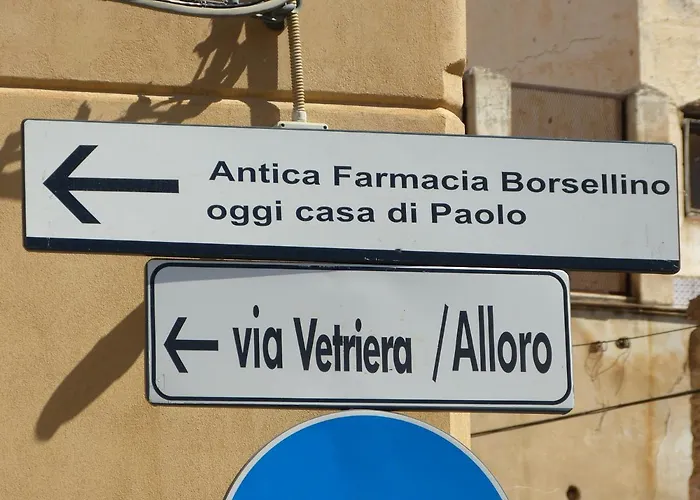 Antica Farmacia Borsellino
oggi casa di Paolo
via Vetriera /Alloro